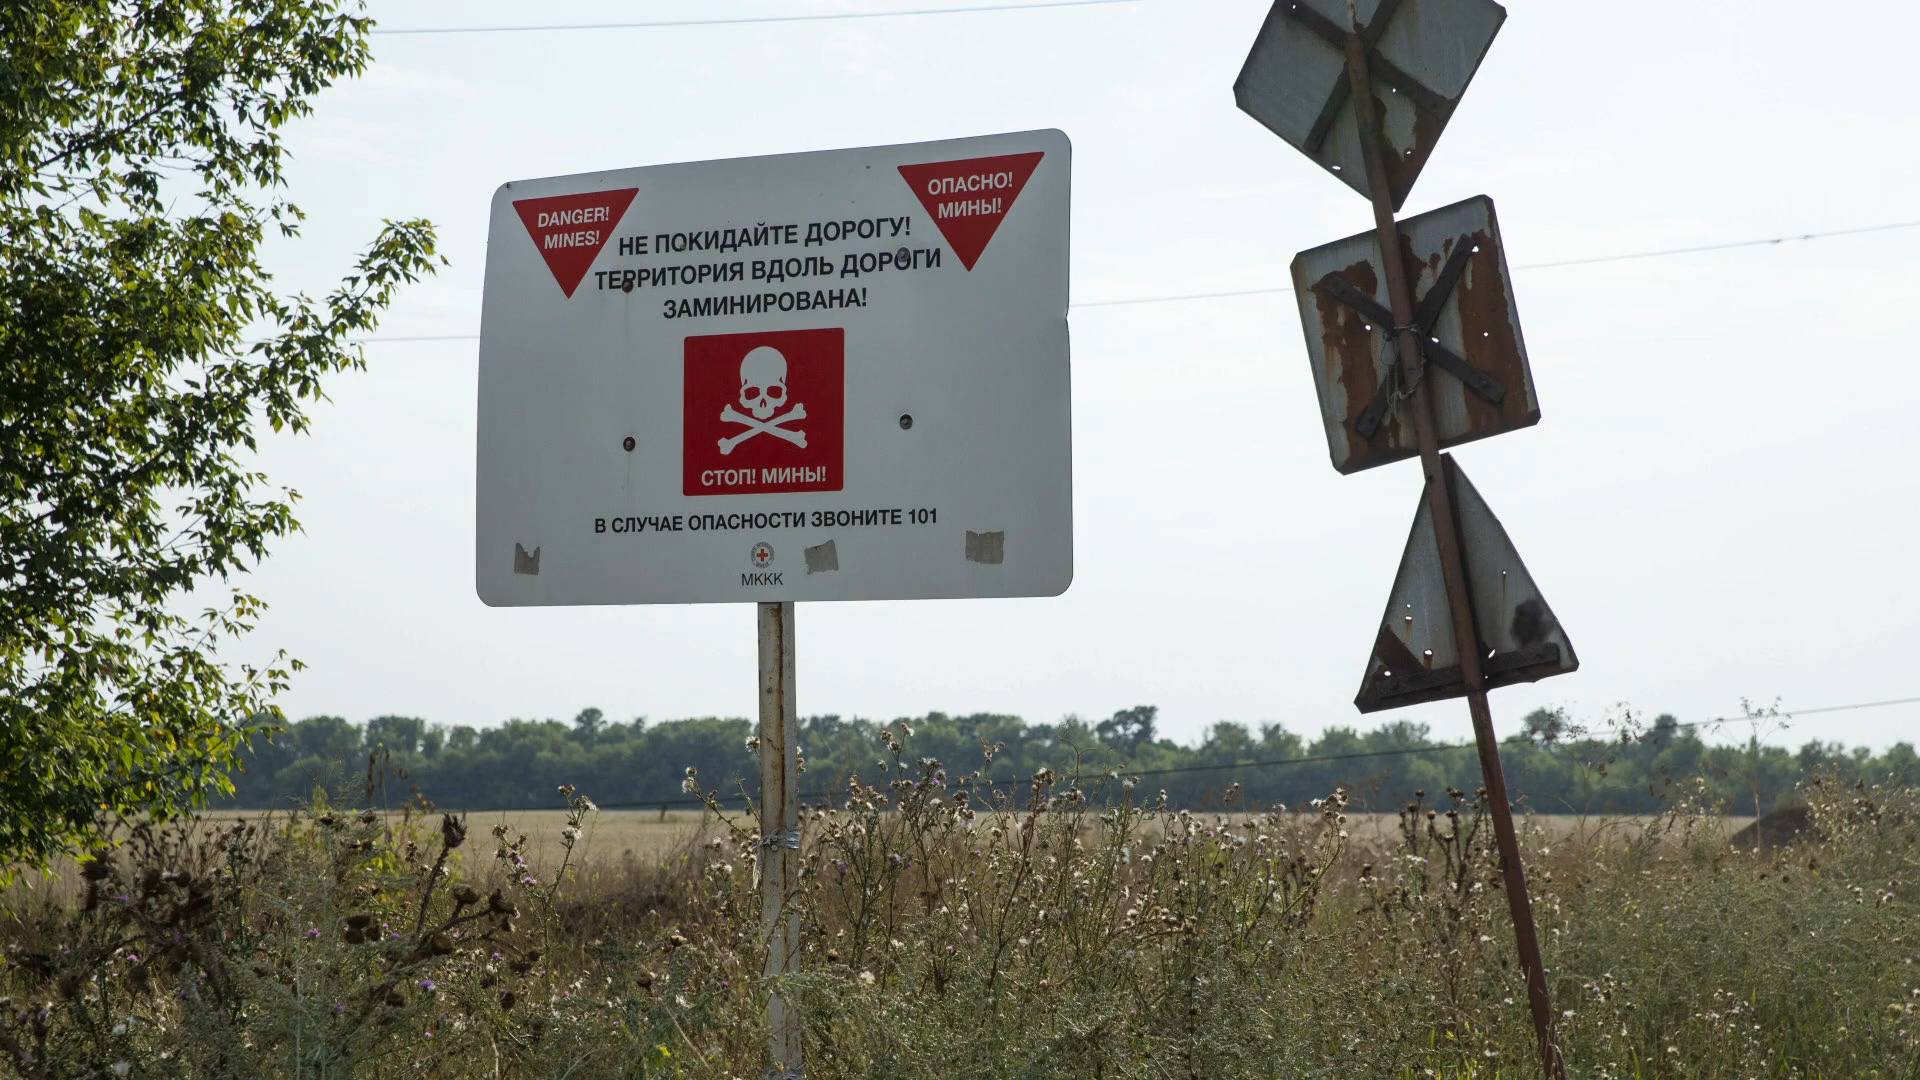 DANGER!
MINES!
ОПАСНО!
МИНЫ!
НЕ ПОКИДАЙТЕ ДОРОГУ!
ТЕРРИТОРИЯ ВДОЛЬ ДОРОГИ
ЗАМИНИРОВАНА!
СТОП! МИНЫ!
В СЛУЧАЕ ОПАСНОСТИ ЗВОНИТЕ 101
МККК